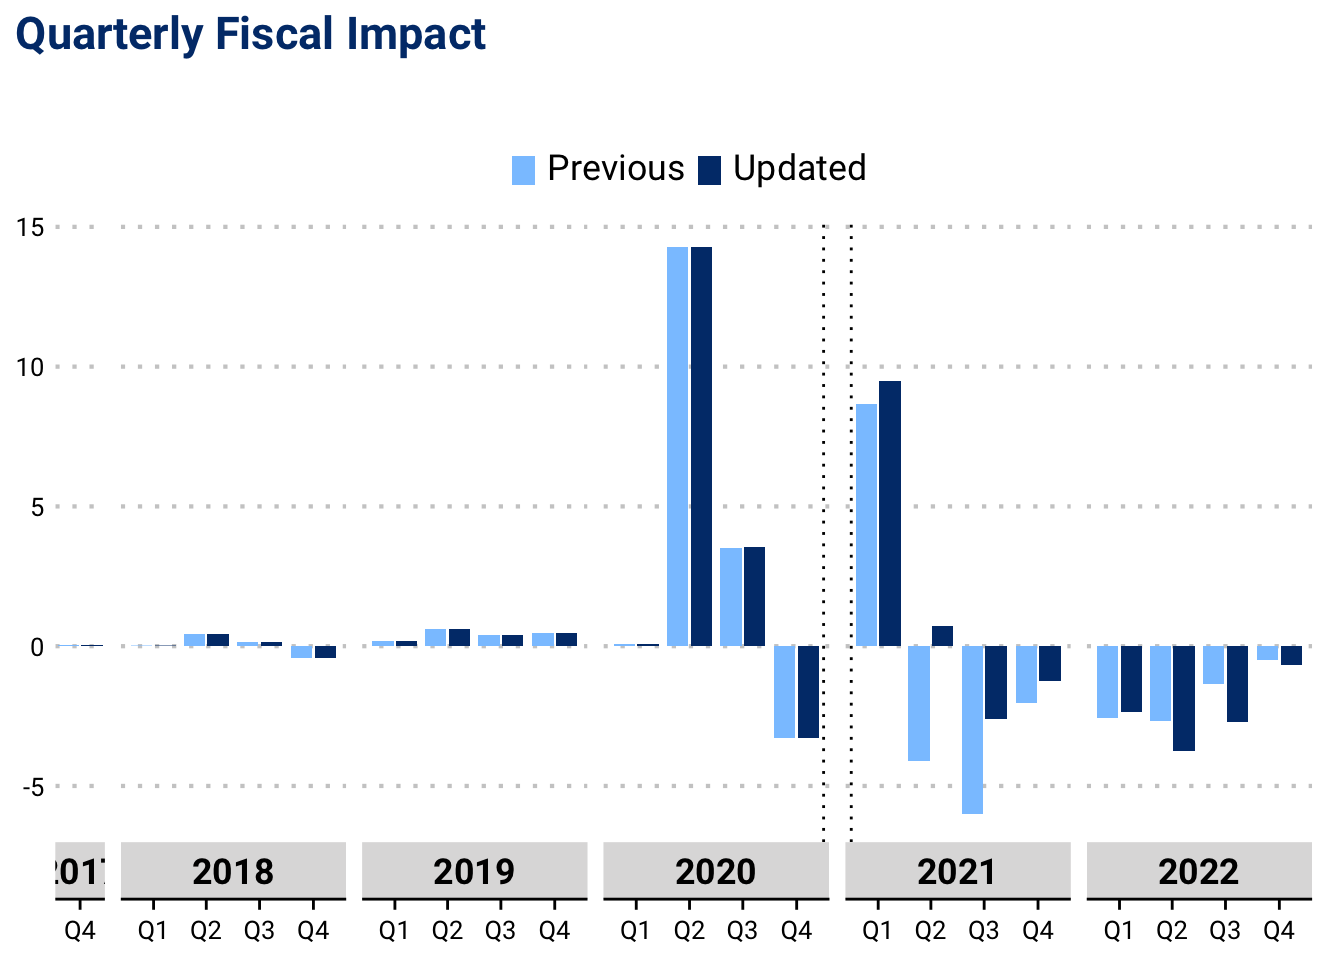 Quarterly Fiscal Impact
Previous Updated
15
10
5
0
-5
2017 2018 2019 2020 2021 2022
Q4 Q1 Q2 Q3 Q4 Q1 Q2 Q3 Q4 Q1 Q2 Q3 Q4 Q1 Q2 Q3 Q4 Q1 Q2 Q3 Q4